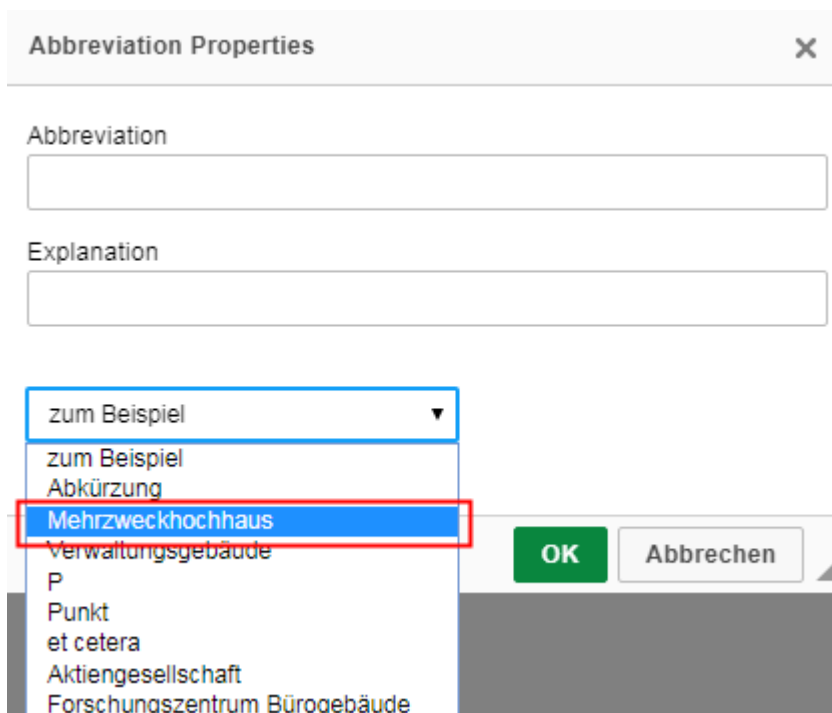 Abbreviation Properties
Abbreviation
Explanation
zum Beispiel
zum Beispiel
Abkürzung
Mehrzweckhochhaus
Verwaltungsgebäude
P
Punkt
et cetera
Aktiengesellschaft
Forschungszentrum Bürogebäude
OK
Abbrechen